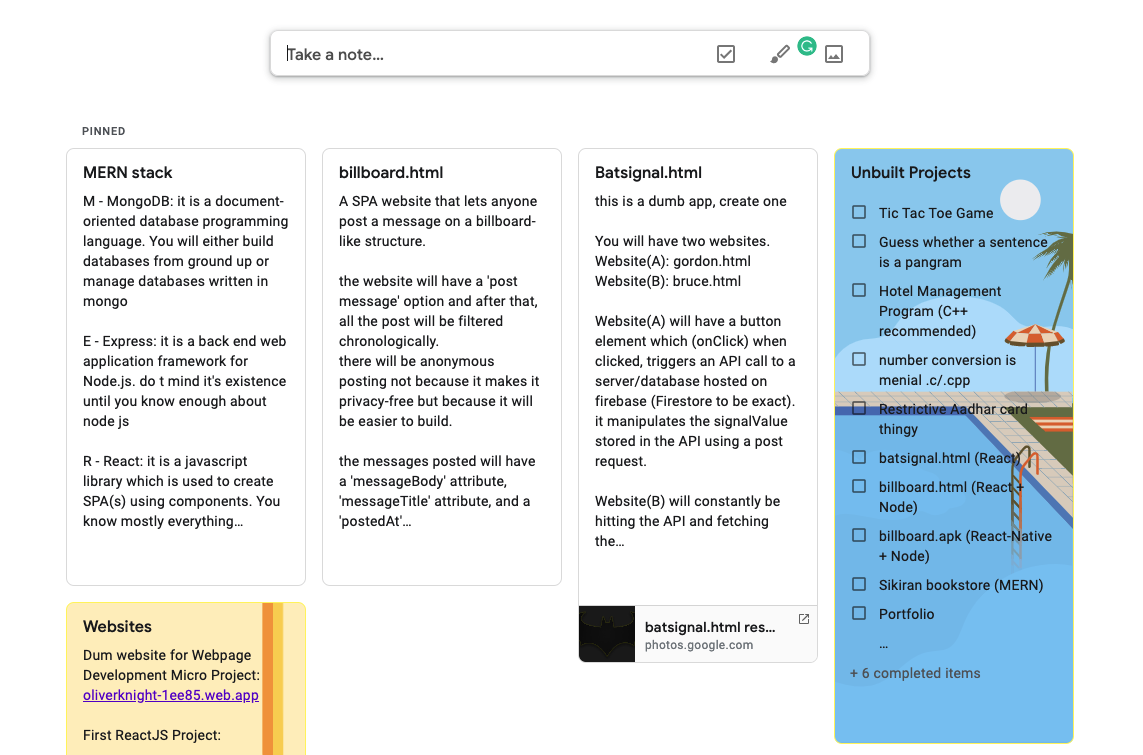 Take a note...
PINNED
MERN stack
M - MongoDB: it is a document-
oriented database programming
language. You will either build
databases from ground up or
manage databases written in
mongo
E - Express: it is a back end web
application framework for
Node.js. do t mind it's existence
until you know enough about
node js
R - React: it is a javascript
library which is used to create
SPA(s) using components. You
know mostly everything...
billboard.html
A SPA website that lets anyone
post a message on a billboard-
like structure.
the website will have a 'post
message' option and after that,
all the post will be filtered
chronologically.
there will be anonymous
posting not because it makes it
privacy-free but because it will
be easier to build.
the messages posted will have
a 'messageBody' attribute,
'messageTitle' attribute, and a
'postedAt'...
Batsignal.html
this is a dumb app, create one
You will have two websites.
Website(A): gordon.html
Website(B): bruce.html
Website(A) will have a button
element which (onClick) when
clicked, triggers an API call to a
server/database hosted on
firebase (Firestore to be exact).
it manipulates the signalValue
stored in the API using a post
request.
Website(B) will constantly be
hitting the API and fetching
the...
batsignal.html res...
photos.google.com
Unbuilt Projects
Tic Tac Toe Game
Guess whether a sentence
is a pangram
Hotel Management
Program (C++
recommended)
number conversion is
menial .c/.cpp
Restrictive Aadhar card
thingy
batsignal.html (React)
billboard.html (React +
Node)
billboard.apk (React-Native
+ Node)
Sikiran bookstore (MERN)
Portfolio
...
+ 6 completed items
Websites
Dum website for Webpage
Development Micro Project:
oliverknight-1ee85.web.app
First ReactJS Project: